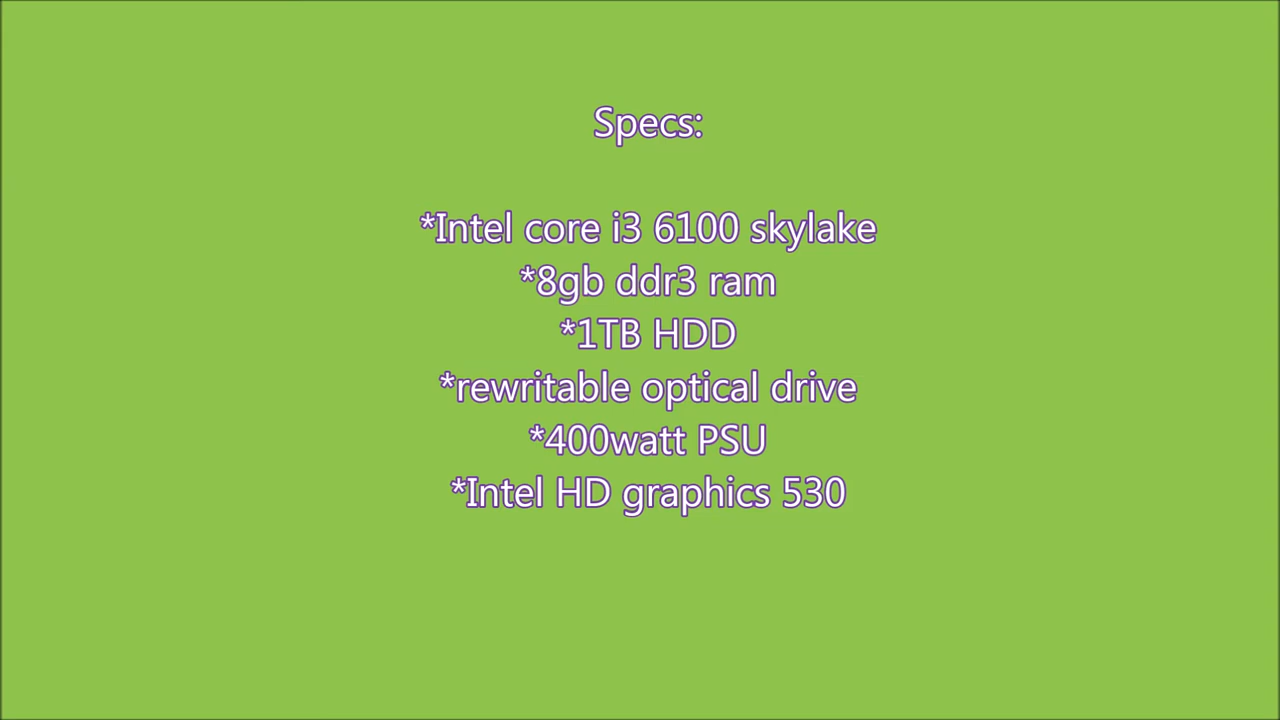 Specs:
*Intel core i3 6100 skylake
*8gb ddr3 ram
*1TB HDD
*rewritable optical drive
*400watt PSU
*Intel HD graphics 530